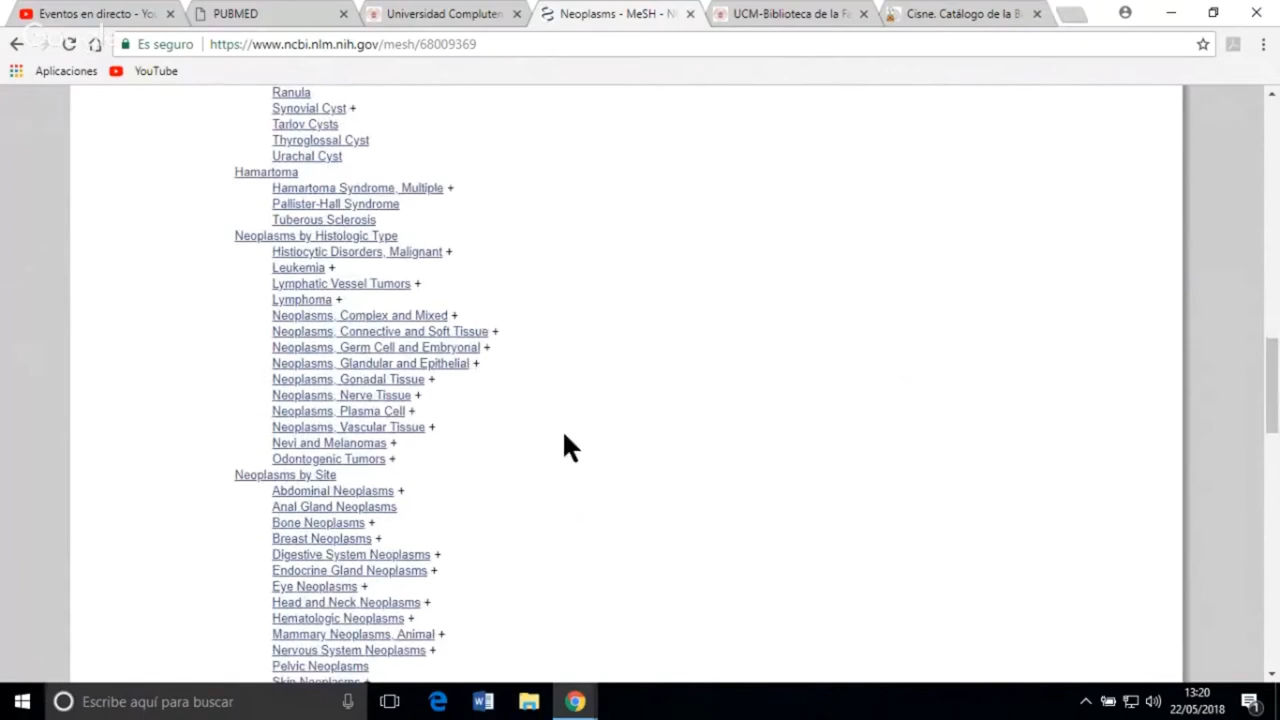 Eventos en directo - You
PUBMED
Universidad Compluten
Neoplasms - MeSH - N
UCM-Biblioteca de la Fa
Cisne. Catálogo de la B
Es seguro
https://www.ncbi.nlm.nih.gov/mesh/68009369
Aplicaciones
YouTube
Ranula
Synovial Cyst +
Tarlov Cysts
Thyroglossal Cyst
Urachal Cyst
Hamartoma
Hamartoma Syndrome, Multiple +
Pallister-Hall Syndrome
Tuberous Sclerosis
Neoplasms by Histologic Type
Histiocytic Disorders, Malignant +
Leukemia +
Lymphatic Vessel Tumors +
Lymphoma +
Neoplasms, Complex and Mixed +
Neoplasms, Connective and Soft Tissue +
Neoplasms, Germ Cell and Embryonal +
Neoplasms, Glandular and Epithelial +
Neoplasms, Gonadal Tissue +
Neoplasms, Nerve Tissue +
Neoplasms, Plasma Cell +
Neoplasms, Vascular Tissue +
Nevi and Melanomas +
Odontogenic Tumors +
Neoplasms by Site
Abdominal Neoplasms +
Anal Gland Neoplasms
Bone Neoplasms +
Breast Neoplasms +
Digestive System Neoplasms +
Endocrine Gland Neoplasms +
Eye Neoplasms +
Head and Neck Neoplasms +
Hematologic Neoplasms +
Mammary Neoplasms, Animal +
Nervous System Neoplasms +
Pelvic Neoplasms
Skin Neoplasms +
Escribe aquí para buscar
13:20
22/05/2018